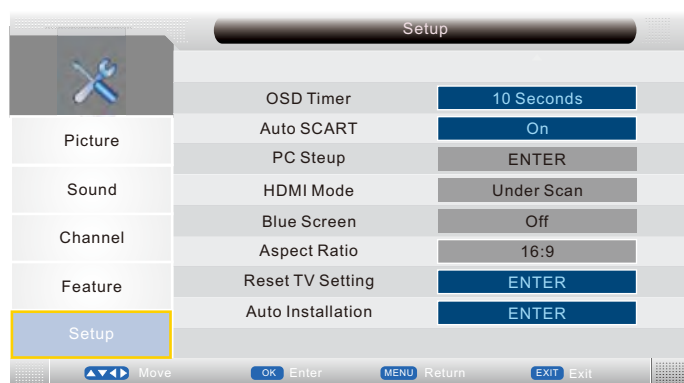 Setup
OSD Timer 10 Seconds
Auto SCART On
PC Steup ENTER
HDMI Mode Under Scan
Blue Screen Off
Aspect Ratio 16:9
Reset TV Setting ENTER
Auto Installation ENTER
Picture
Sound
Channel
Feature
Setup
Move OK Enter MENU Return EXIT Exit